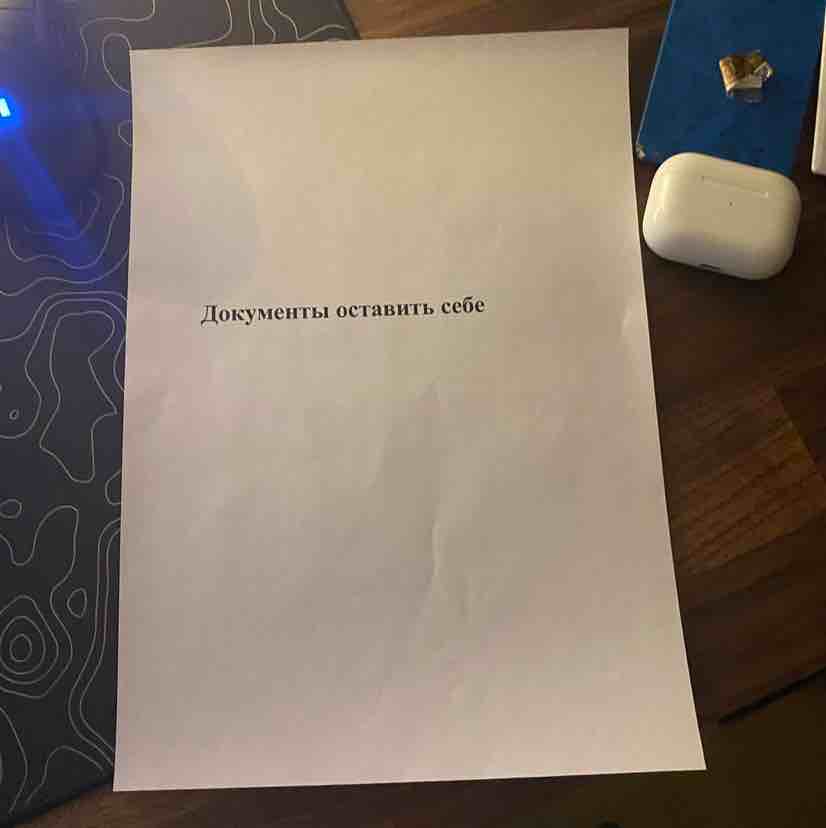 Документы оставить себе